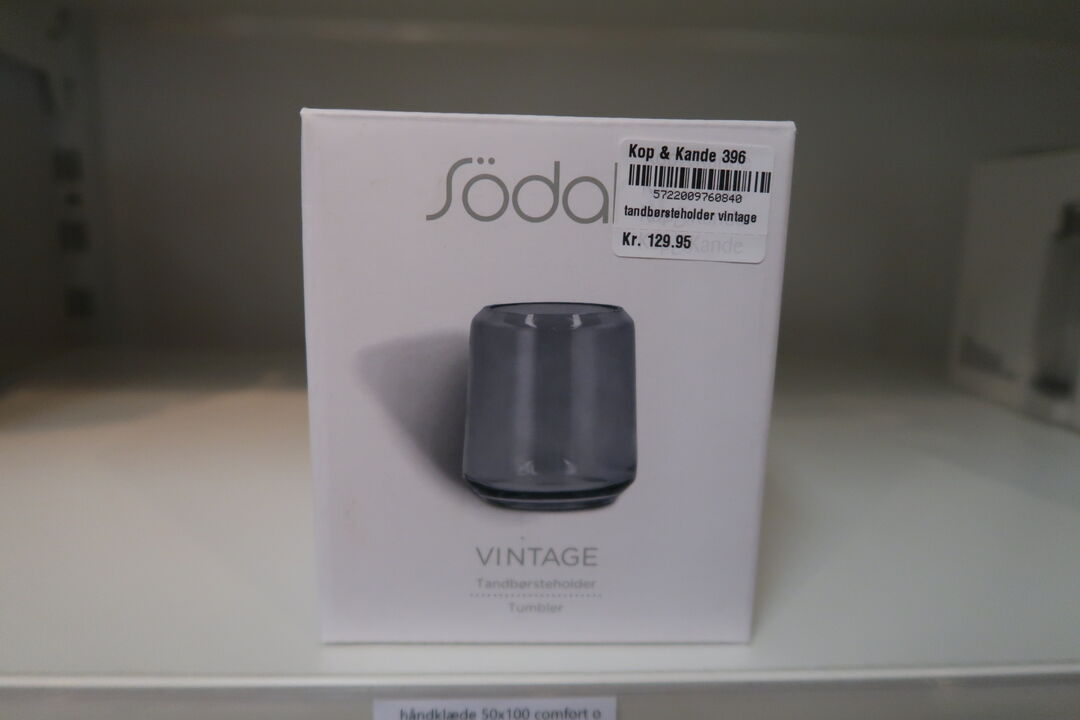 Söda
Kop & Kande 396
5722009760840
tandbørsteholder vintage
Kr. 129.95
VINTAGE
Tandbørsteholder
Tumbler
håndklæde 50x100 comfort o